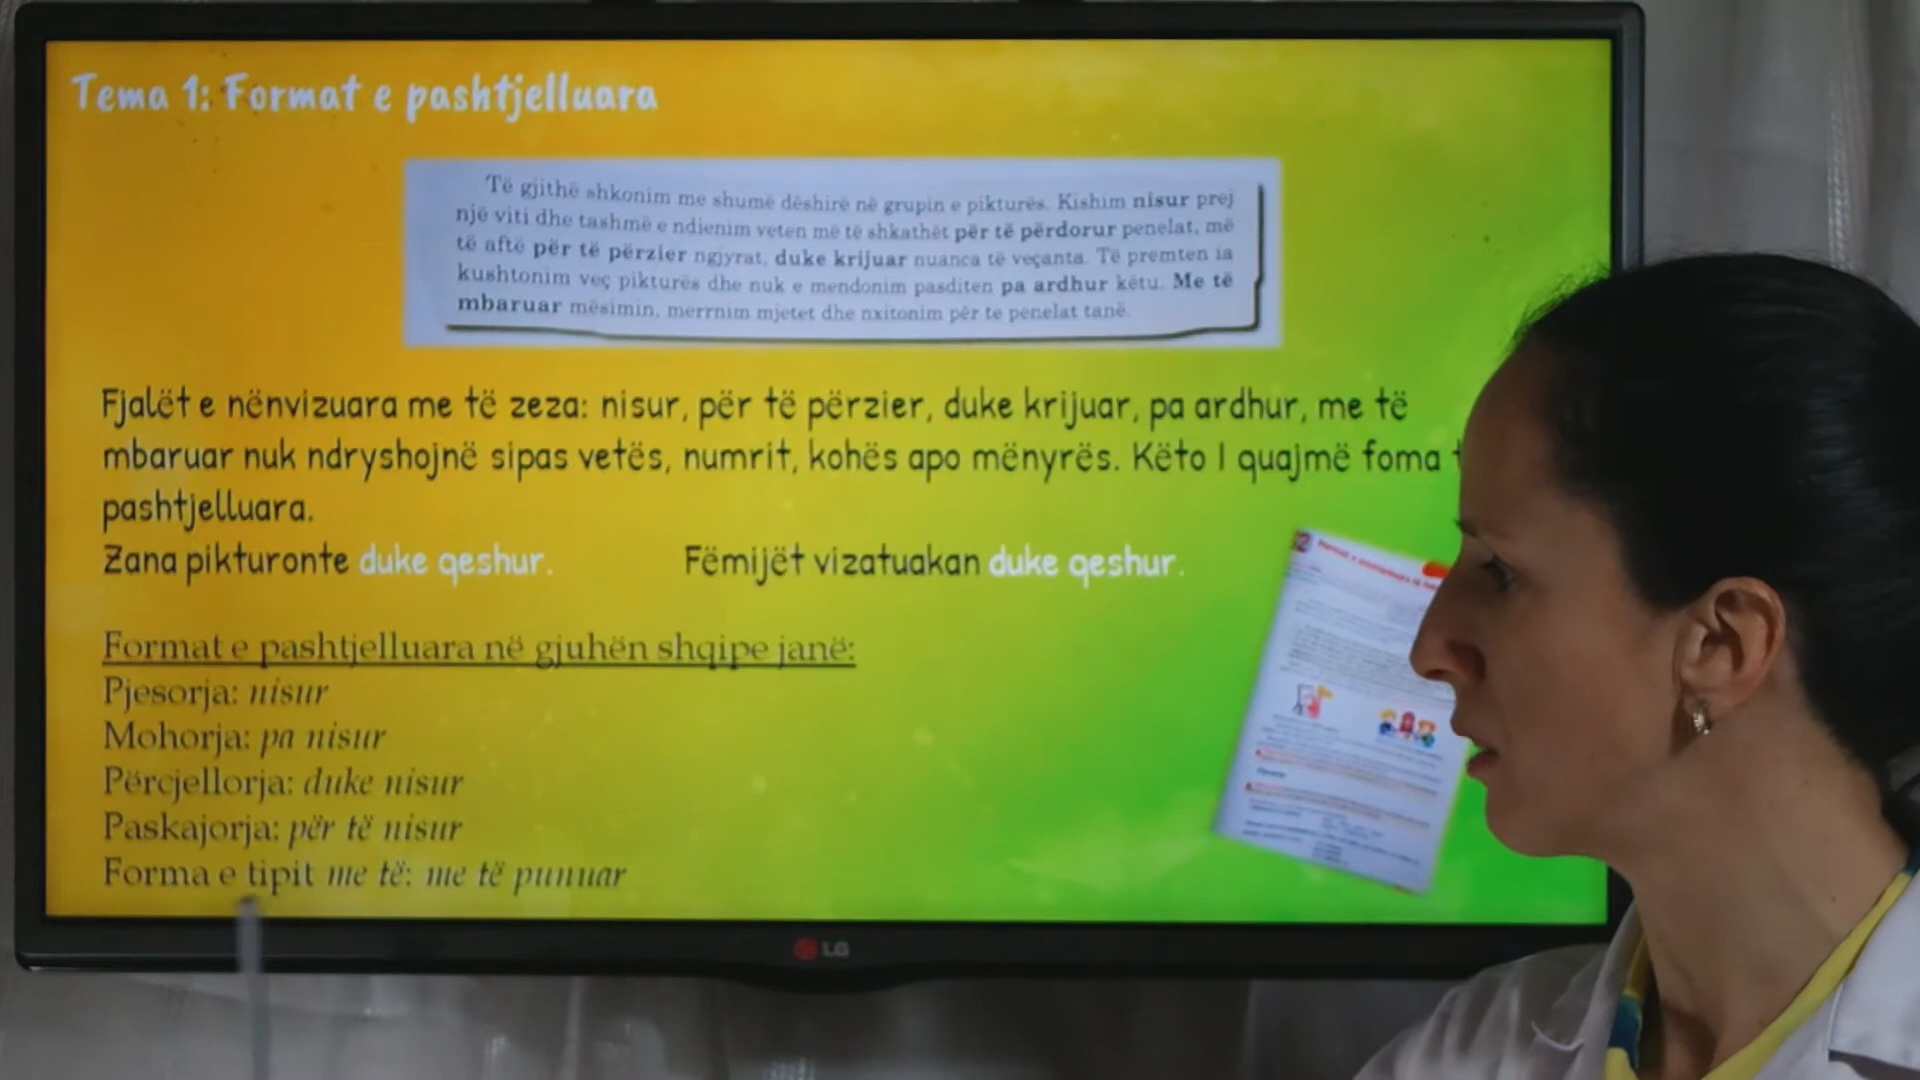 Tema 1: Format e pashtjelluara
Të gjithë shkonim me shumë dëshirë në grupin e pikturës. Kishim nisur prej
një viti dhe tashmë e ndienim veten më të shkathët për të përdorur penelat, më
të aftë për të përzier ngjyrat, duke krijuar nuanca të veçanta. Të premten ia
kushtonim veç pikturës dhe nuk e mendonim pasditen pa ardhur këtu. Me të
mbaruar mësimin, merrnim mjetet dhe nxitonim për te penelat tanë.
Fjalët e nënvizuara me të zeza: nisur, për të përzier, duke krijuar, pa ardhur, me të
mbaruar nuk ndryshojnë sipas vetës, numrit, kohës apo mënyrës. Këto I quajmë foma
pashtjelluara.
Zana pikturonte duke qeshur. Fëmijët vizatuakan duke qeshur.
Format e pashtjelluara në gjuhën shqipe janë:
Pjesorja: nisur
Mohorja: pa nisur
Përcjellorja: duke nisur
Paskajorja: për të nisur
Forma e tipit me të: me të punuar
LG